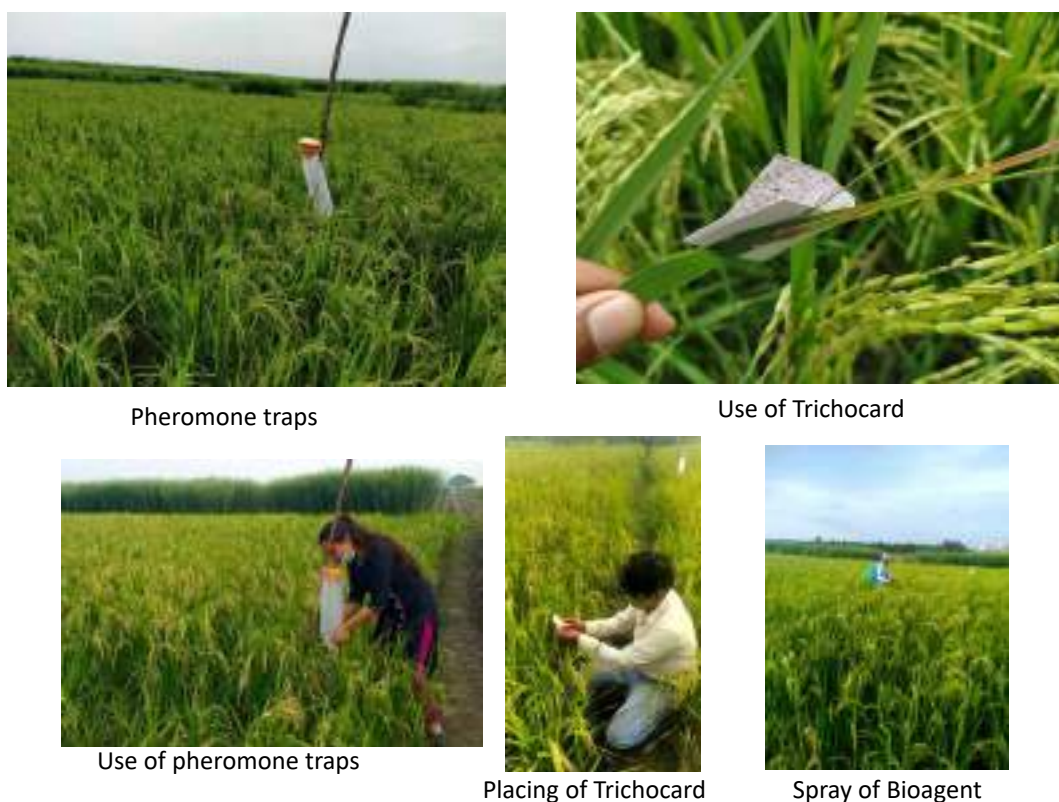 Pheromone traps
Use of Trichocard
Use of pheromone traps
Placing of Trichocard
Spray of Bioagent